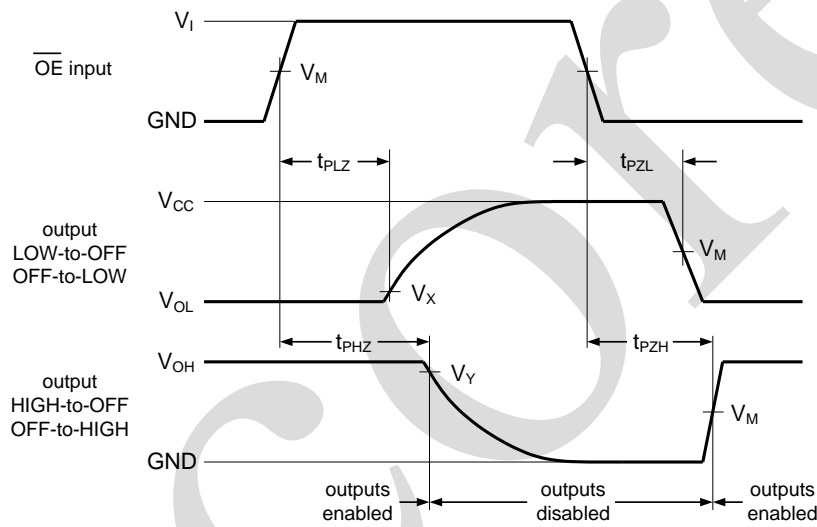 V_I
OE input
V_M
GND
t_PLZ
t_PZL
V_CC
output
LOW-to-OFF
OFF-to-LOW
V_M
V_X
V_OL
t_PHZ
t_PZH
V_OH
output
HIGH-to-OFF
OFF-to-HIGH
V_Y
V_M
GND
outputs
enabled
outputs
disabled
outputs
enabled